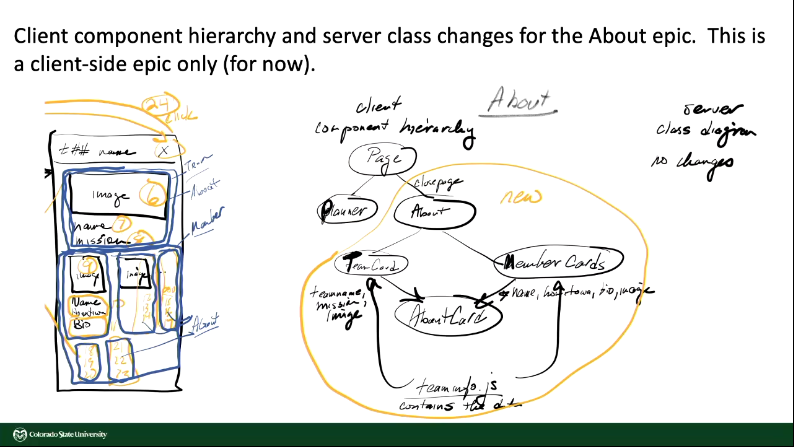 Client component hierarchy and server class changes for the About epic. This is
a client-side epic only (for now).
24
click
t## name X
Team
image 6
About
name 7
mission
Member
image
image
Name
Bio
About
client
component hierarchy
About
server
class diagram
no changes
Page
closepage
new
Planner
About
TeamCard
MemberCards
teamname,
mission,
image
name, hometown, bio, image
AboutCard
teaminfo.js
contains the data
Colorado State University